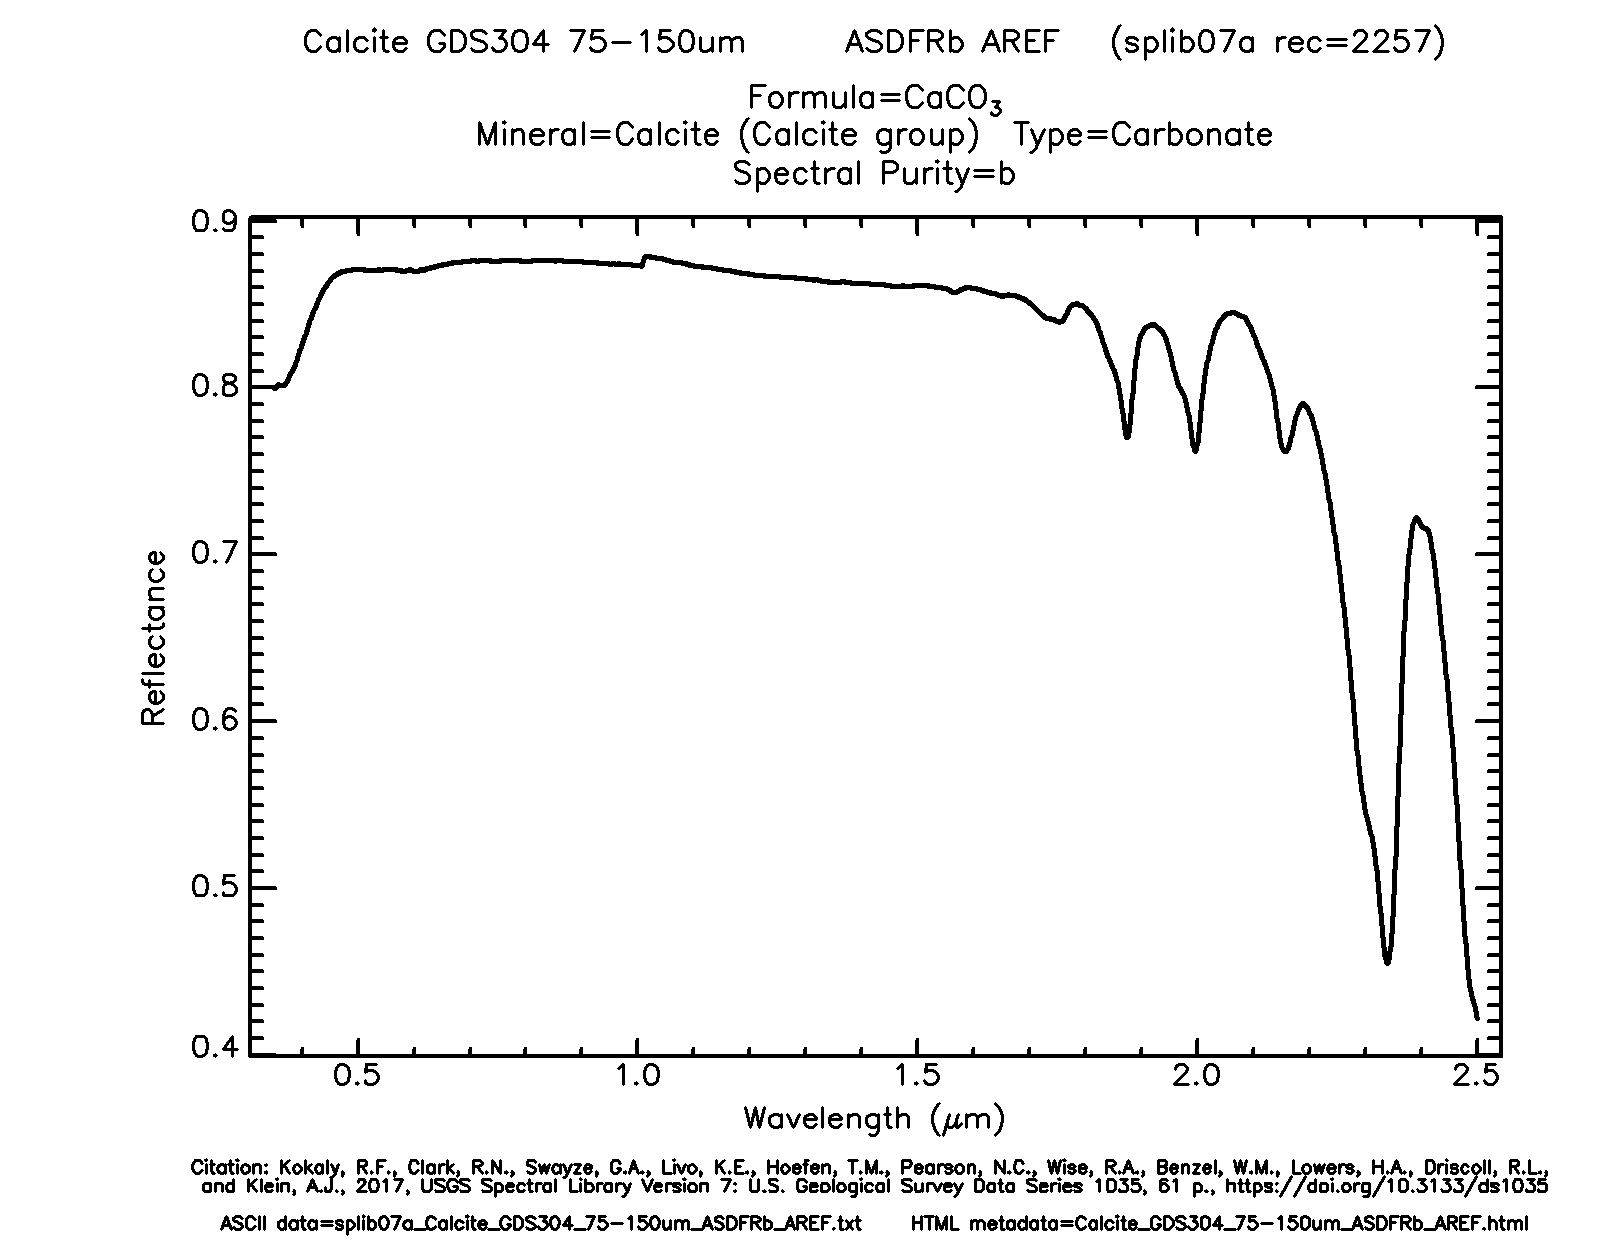 Calcite GDS304 75-150um ASDFRb AREF (splib07a rec=2257)
Formula=CaCO3
Mineral=Calcite (Calcite group) Type=Carbonate
Spectral Purity=b
0.9
0.8
0.7
0.6
0.5
0.4
Reflectance
0.5 1.0 1.5 2.0 2.5
Wavelength (μm)
Citation: Kokaly, R.F., Clark, R.N., Swayze, G.A., Livo, K.E., Hoefen, T.M., Pearson, N.C., Wise, R.A., Benzel, W.M., Lowers, H.A., Driscoll, R.L.,
and Klein, A.J., 2017, USGS Spectral Library Version 7: U.S. Geological Survey Data Series 1035, 61 p., https://doi.org/10.3133/ds1035
ASCII data=splib07a_Calcite_GDS304_75-150um_ASDFRb_AREF.txt HTML metadata=Calcite_GDS304_75-150um_ASDFRb_AREF.html